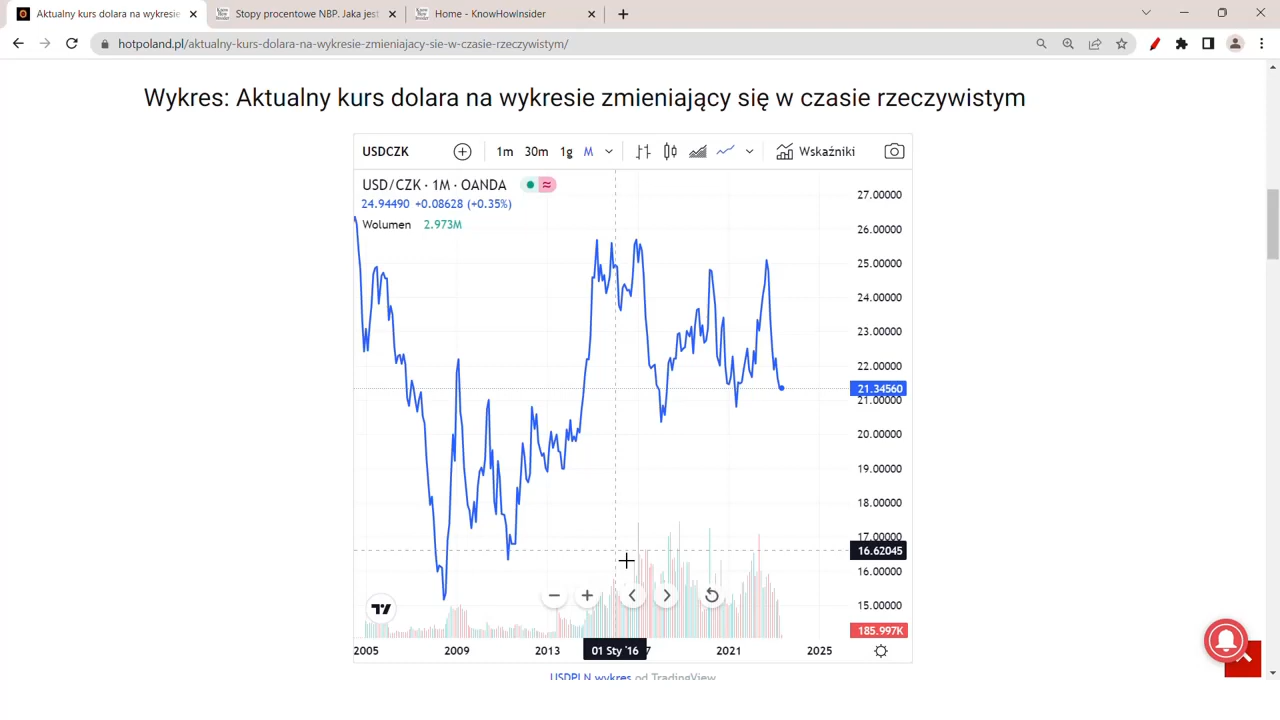 Aktualny kurs dolara na wykresie
Stopy procentowe NBP. Jaka jest
Home - KnowHowInsider
hotpoland.pl/aktualny-kurs-dolara-na-wykresie-zmieniajacy-sie-w-czasie-rzeczywistym/
Wykres: Aktualny kurs dolara na wykresie zmieniający się w czasie rzeczywistym
USDCZK 1m 30m 1g M Wskaźniki
USD/CZK · 1M · OANDA
24.94490 +0.08628 (+0.35%)
Wolumen 2.973M
27.00000
26.00000
25.00000
24.00000
23.00000
22.00000
21.34560
21.00000
20.00000
19.00000
18.00000
17.00000
16.62045
16.00000
15.00000
185.997K
2005 2009 2013 01 Sty '16 7 2021 2025
USDPLN wykres od TradingView